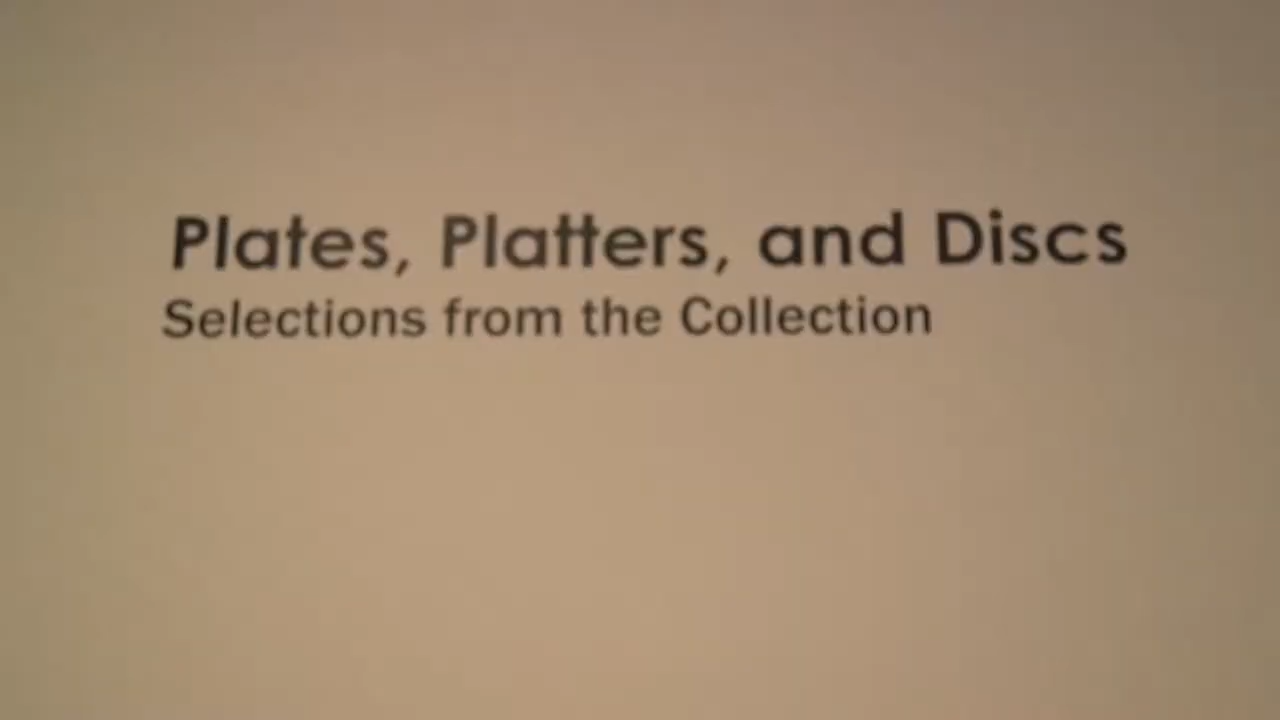 Plates, Platters, and Discs
Selections from the Collection